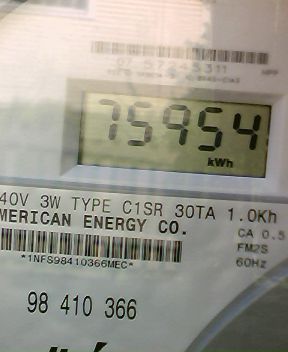 75954
kWh
40V 3W TYPE C1SR 30TA 1.0Kh
MERICAN ENERGY CO.
CA 0.5
FM2S
60Hz
*1NFS98410366MEC*
98 410 366